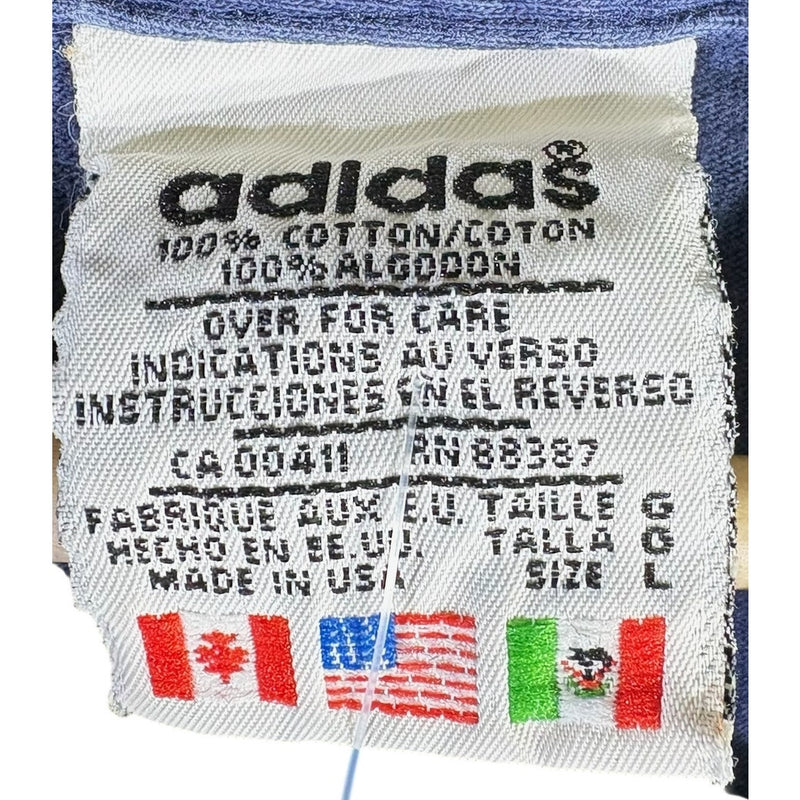 adidas
100% COTTON/COTON
100% ALGODON
OVER FOR CARE
INDICATIONS AU VERSO
INSTRUCCIONES EN EL REVERSO
CA 00411 RN 88387
FABRIQUE AUX E.U. TAILLE G
HECHO EN EE.UU. TALLA G
MADE IN USA SIZE L